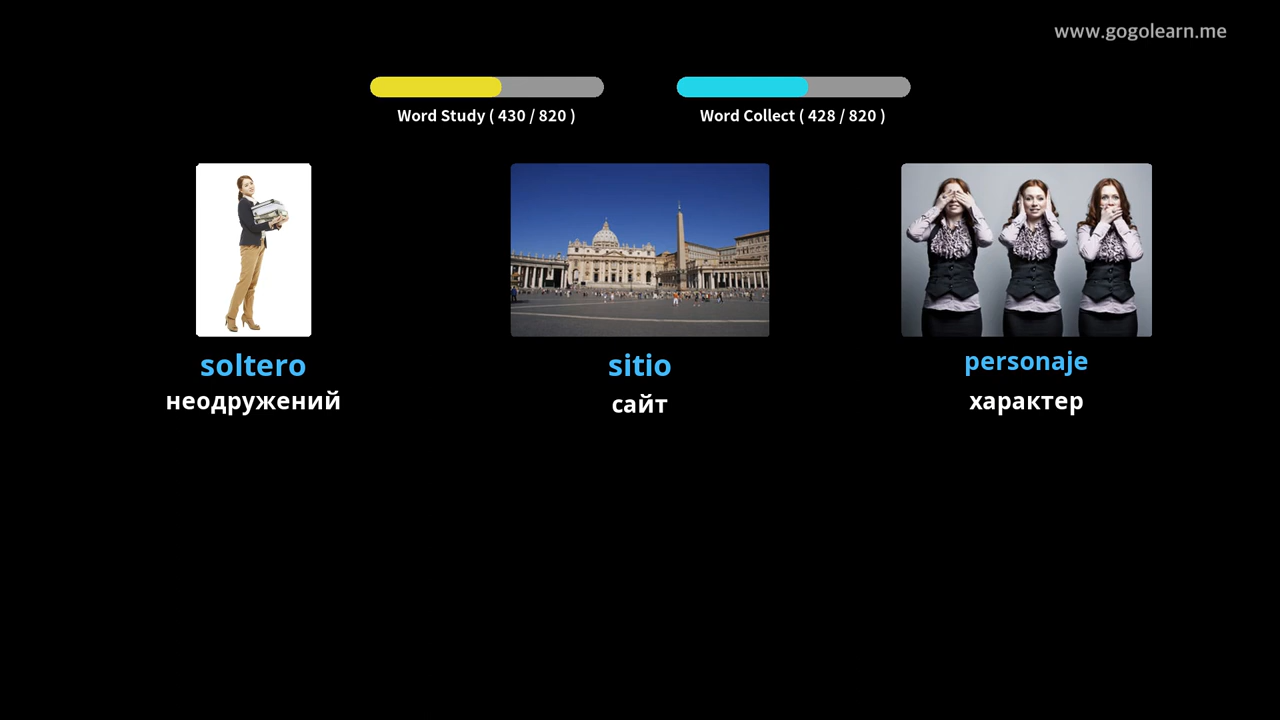 www.gogolearn.me
Word Study ( 430 / 820 )
Word Collect ( 428 / 820 )
soltero
неодружений
sitio
сайт
personaje
характер